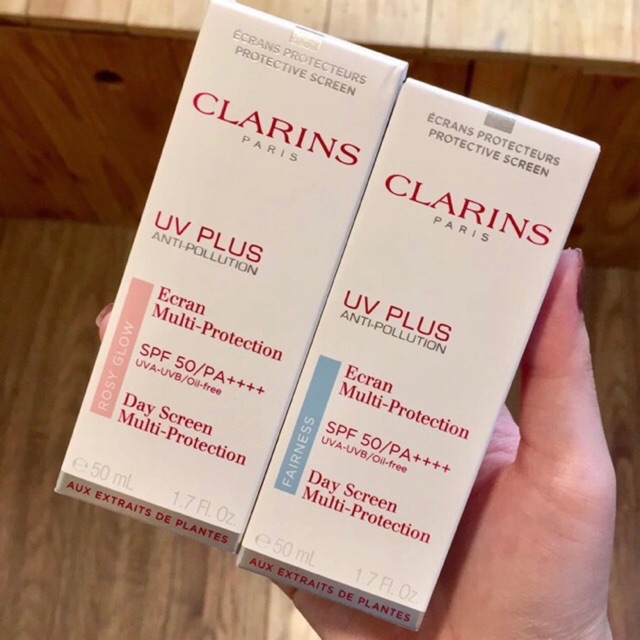 ÉCRANS PROTECTEURS
PROTECTIVE SCREEN
CLARINS
PARIS
UV PLUS
ANTI-POLLUTION
ROSY GLOW
Ecran
Multi-Protection
SPF 50/PA++++
UVA-UVB/Oil-free
Day Screen
Multi-Protection
℮ 50 mL 1.7 Fl. Oz.
AUX EXTRAITS DE PLANTES
ÉCRANS PROTECTEURS
PROTECTIVE SCREEN
CLARINS
PARIS
UV PLUS
ANTI-POLLUTION
FAIRNESS
Ecran
Multi-Protection
SPF 50/PA++++
UVA-UVB/Oil-free
Day Screen
Multi-Protection
℮ 50 mL 1.7 Fl. Oz.
AUX EXTRAITS DE PLANTES